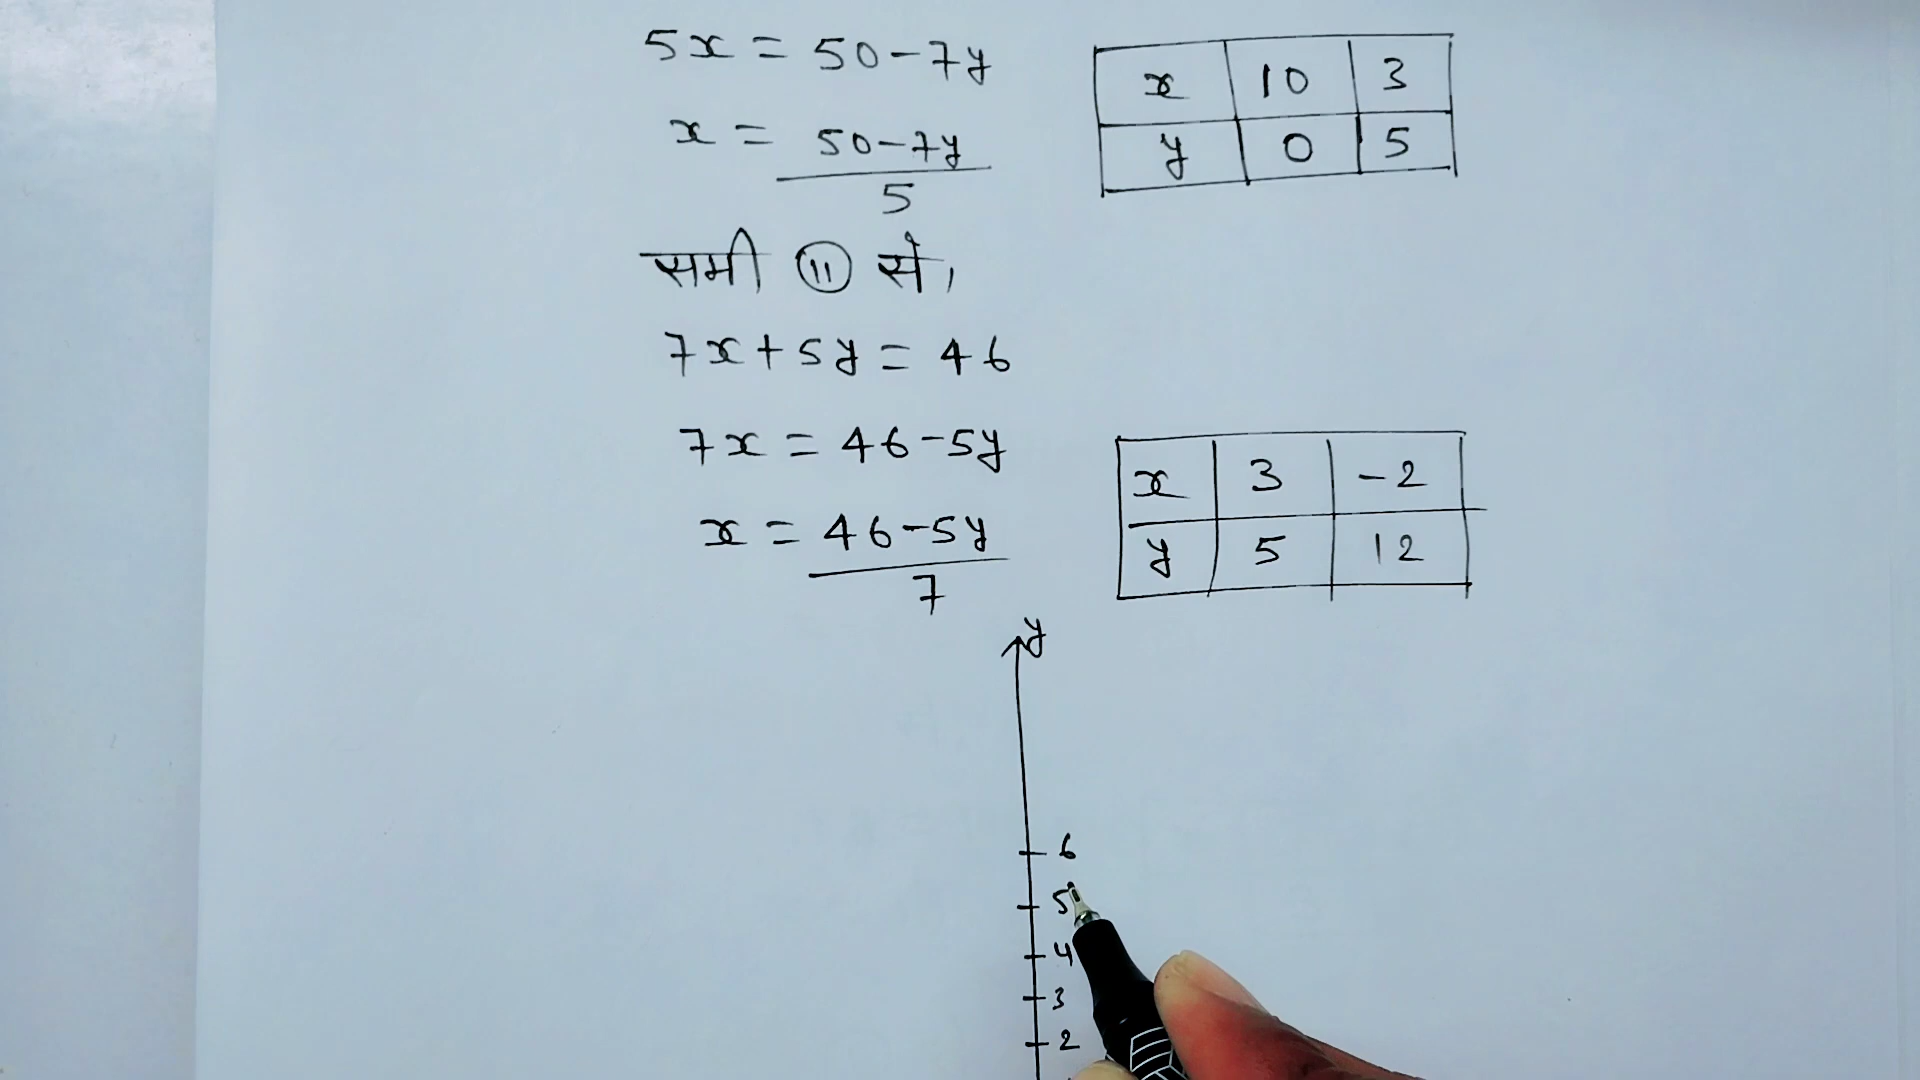 5x = 50-7y
x = 50-7y
5
x 10 3
y 0 5
समी (11) से,
7x+5y = 46
7x = 46-5y
x = 46-5y
7
x 3 -2
y 5 12
y
6
5
4
3
2